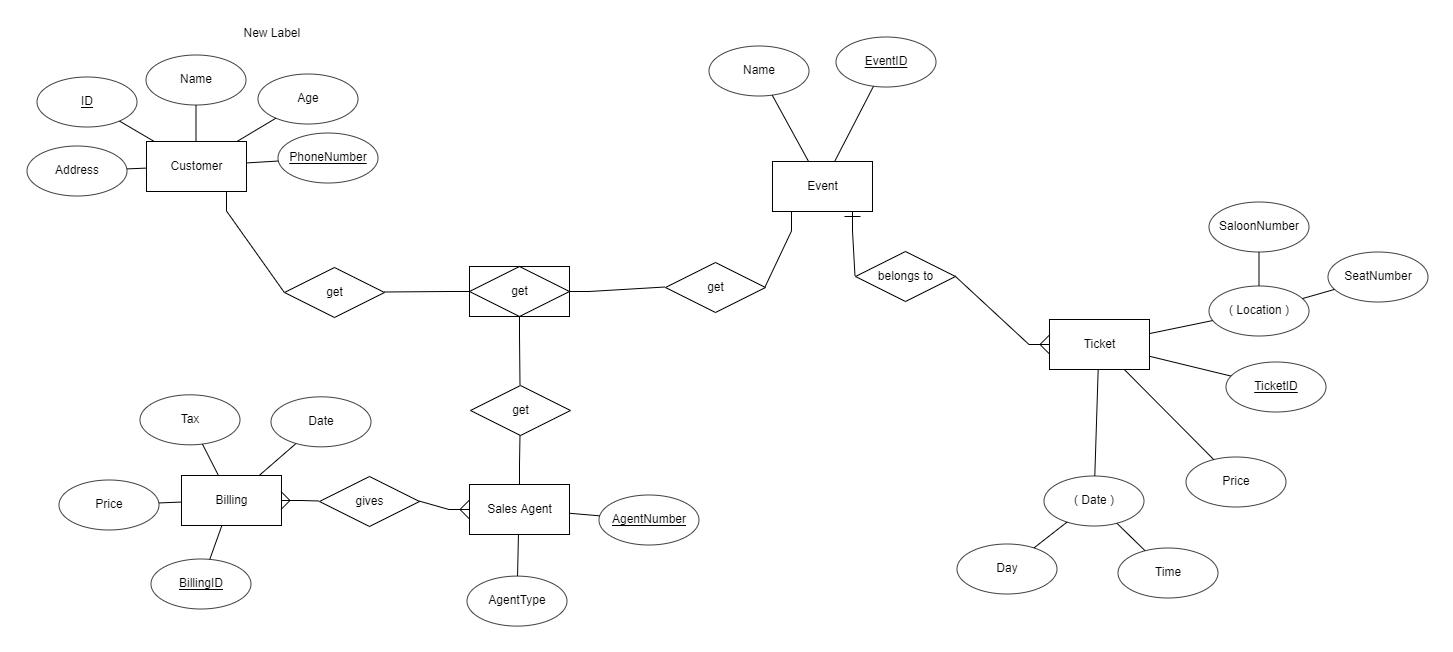 New Label
Name
ID
Age
Customer
PhoneNumber
Address
Name
EventID
Event
get
get
get
belongs to
SaloonNumber
SeatNumber
( Location )
Ticket
TicketID
Price
( Date )
Day
Time
get
Tax
Date
Price
Billing
gives
Sales Agent
AgentNumber
BillingID
AgentType